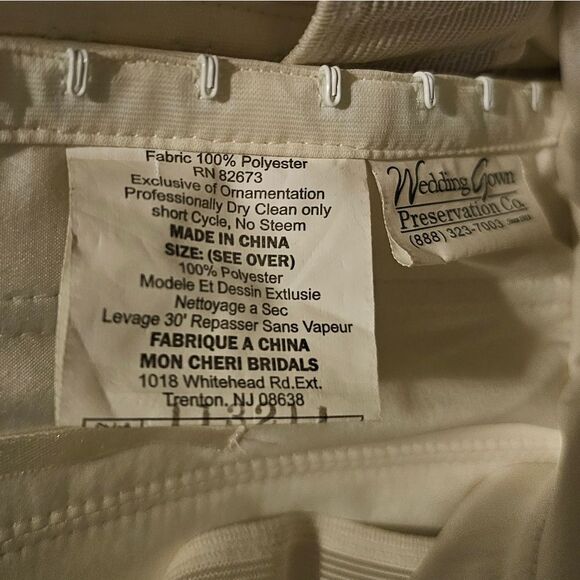 Fabric 100% Polyester
RN 82673
Exclusive of Ornamentation
Professionally Dry Clean only
short Cycle, No Steem
MADE IN CHINA
SIZE: (SEE OVER)
100% Polyester
Modele Et Dessin Extlusie
Nettoyage a Sec
Levage 30' Repasser Sans Vapeur
FABRIQUE A CHINA
MON CHERI BRIDALS
1018 Whitehead Rd.Ext.
Trenton, NJ 08638
Wedding Gown
Preservation Co.
(888) 323-7003